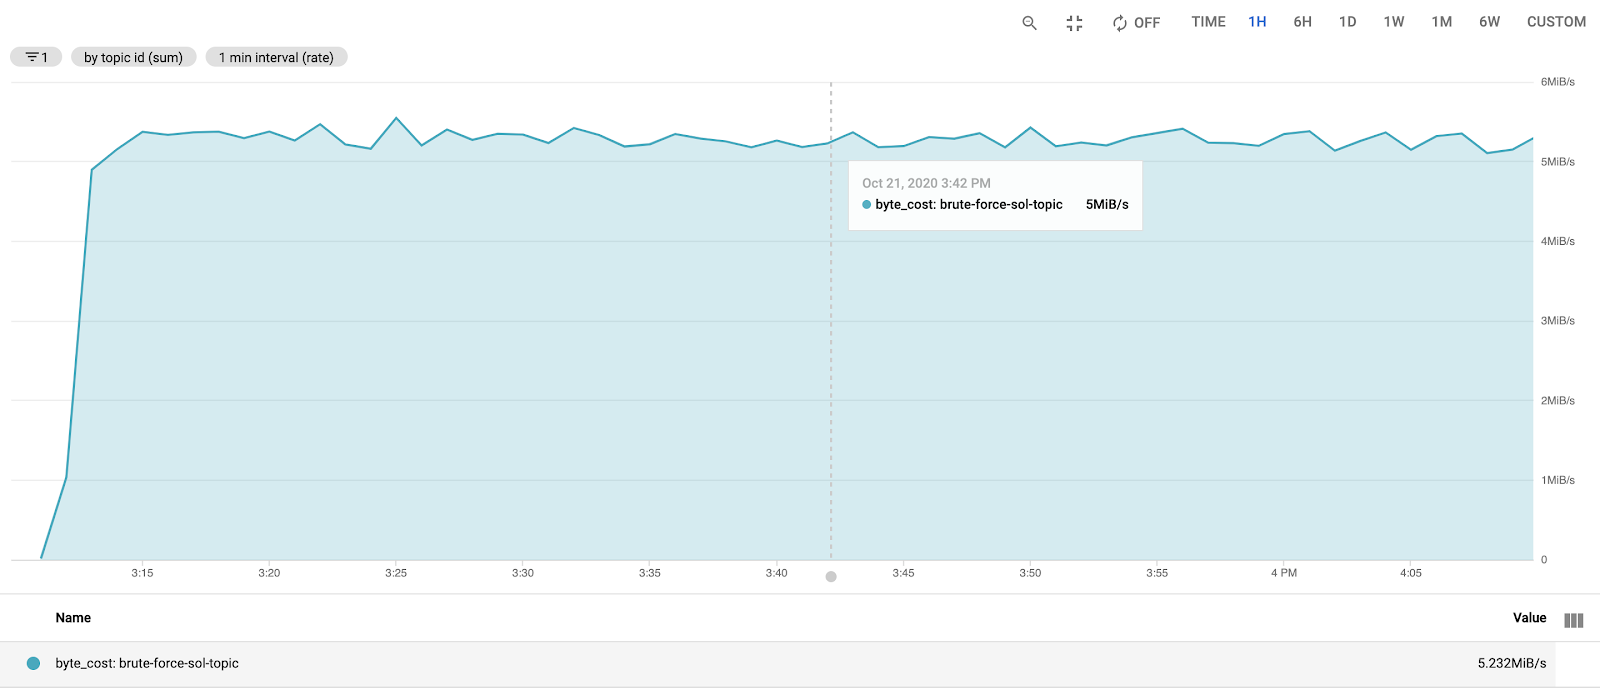 OFF TIME 1H 6H 1D 1W 1M 6W CUSTOM
1 by topic id (sum) 1 min interval (rate)
6MiB/s
5MiB/s
Oct 21, 2020 3:42 PM
byte_cost: brute-force-sol-topic 5MiB/s
4MiB/s
3MiB/s
2MiB/s
1MiB/s
0
3:15 3:20 3:25 3:30 3:35 3:40 3:45 3:50 3:55 4 PM 4:05
Name Value
byte_cost: brute-force-sol-topic 5.232MiB/s